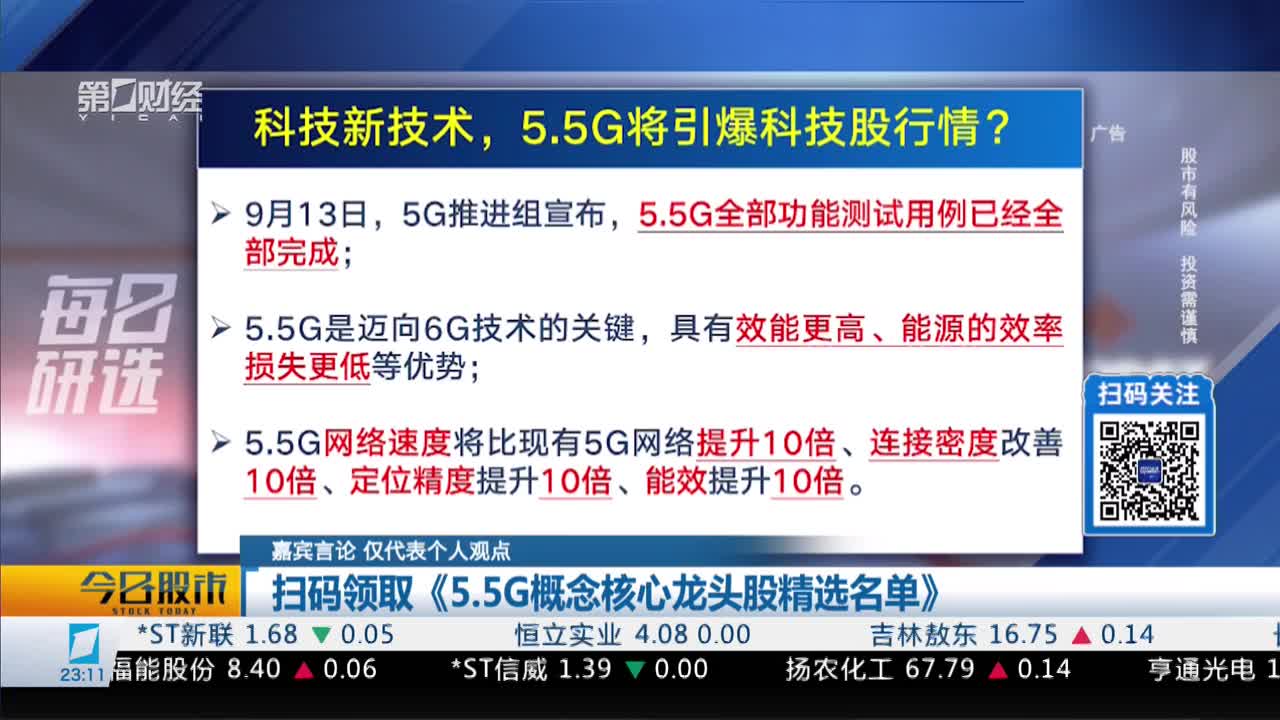 第一财经
YICAI
科技新技术，5.5G将引爆科技股行情？
广告
股市有风险 投资需谨慎
9月13日，5G推进组宣布，5.5G全部功能测试用例已经全
部完成；
5.5G是迈向6G技术的关键，具有效能更高、能源的效率
损失更低等优势；
5.5G网络速度将比现有5G网络提升10倍、连接密度改善
10倍、定位精度提升10倍、能效提升10倍。
每日
研选
扫码关注
嘉宾言论 仅代表个人观点
今日股市
STOCK TODAY
扫码领取《5.5G概念核心龙头股精选名单》
*ST新联 1.68 ▼ 0.05 恒立实业 4.08 0.00 吉林敖东 16.75 ▲ 0.14
23:11
福能股份 8.40 ▲ 0.06 *ST信威 1.39 ▼ 0.00 扬农化工 67.79 ▲ 0.14 亨通光电 1